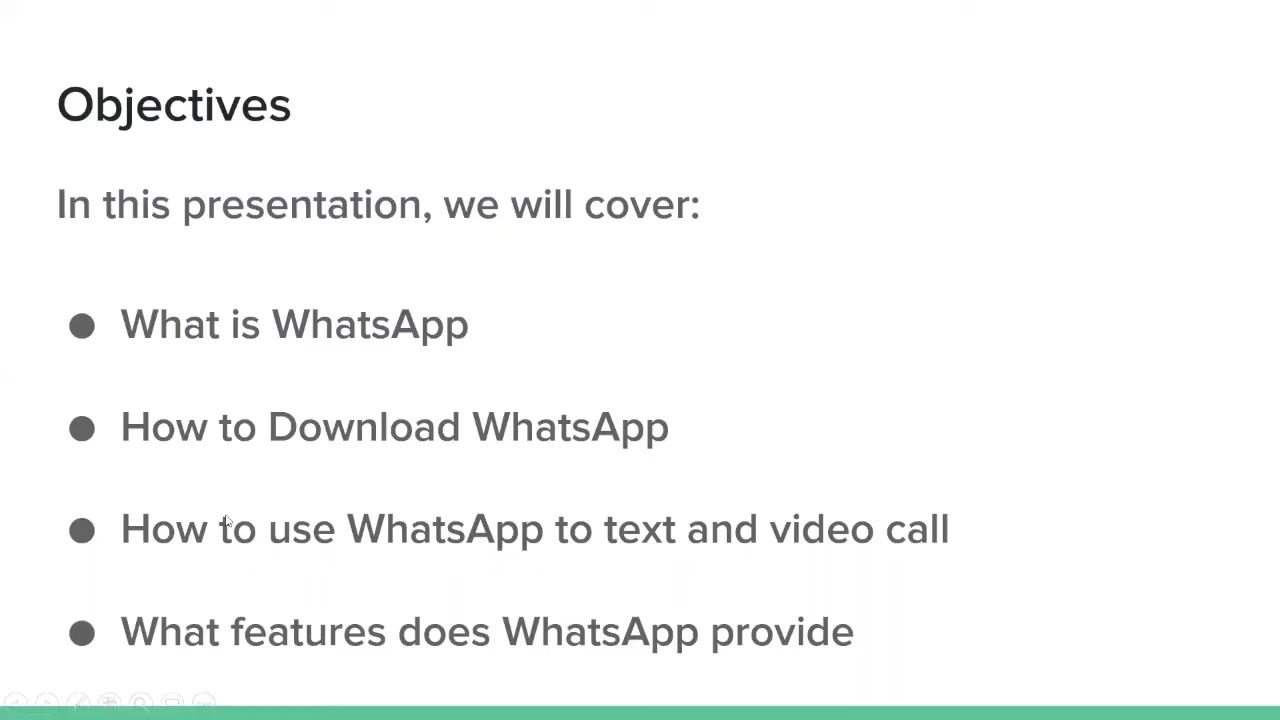 Objectives
In this presentation, we will cover:
● What is WhatsApp
● How to Download WhatsApp
● How to use WhatsApp to text and video call
● What features does WhatsApp provide